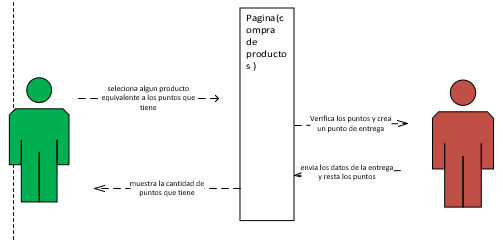 Pagina(c
ompra
de
producto
s )
seleciona algun producto
equivalente a los puntos que
tiene
Verifica los puntos y crea
un punto de entrega
envia los datos de la entrega
y resta los puntos
muestra la cantidad de
puntos que tiene